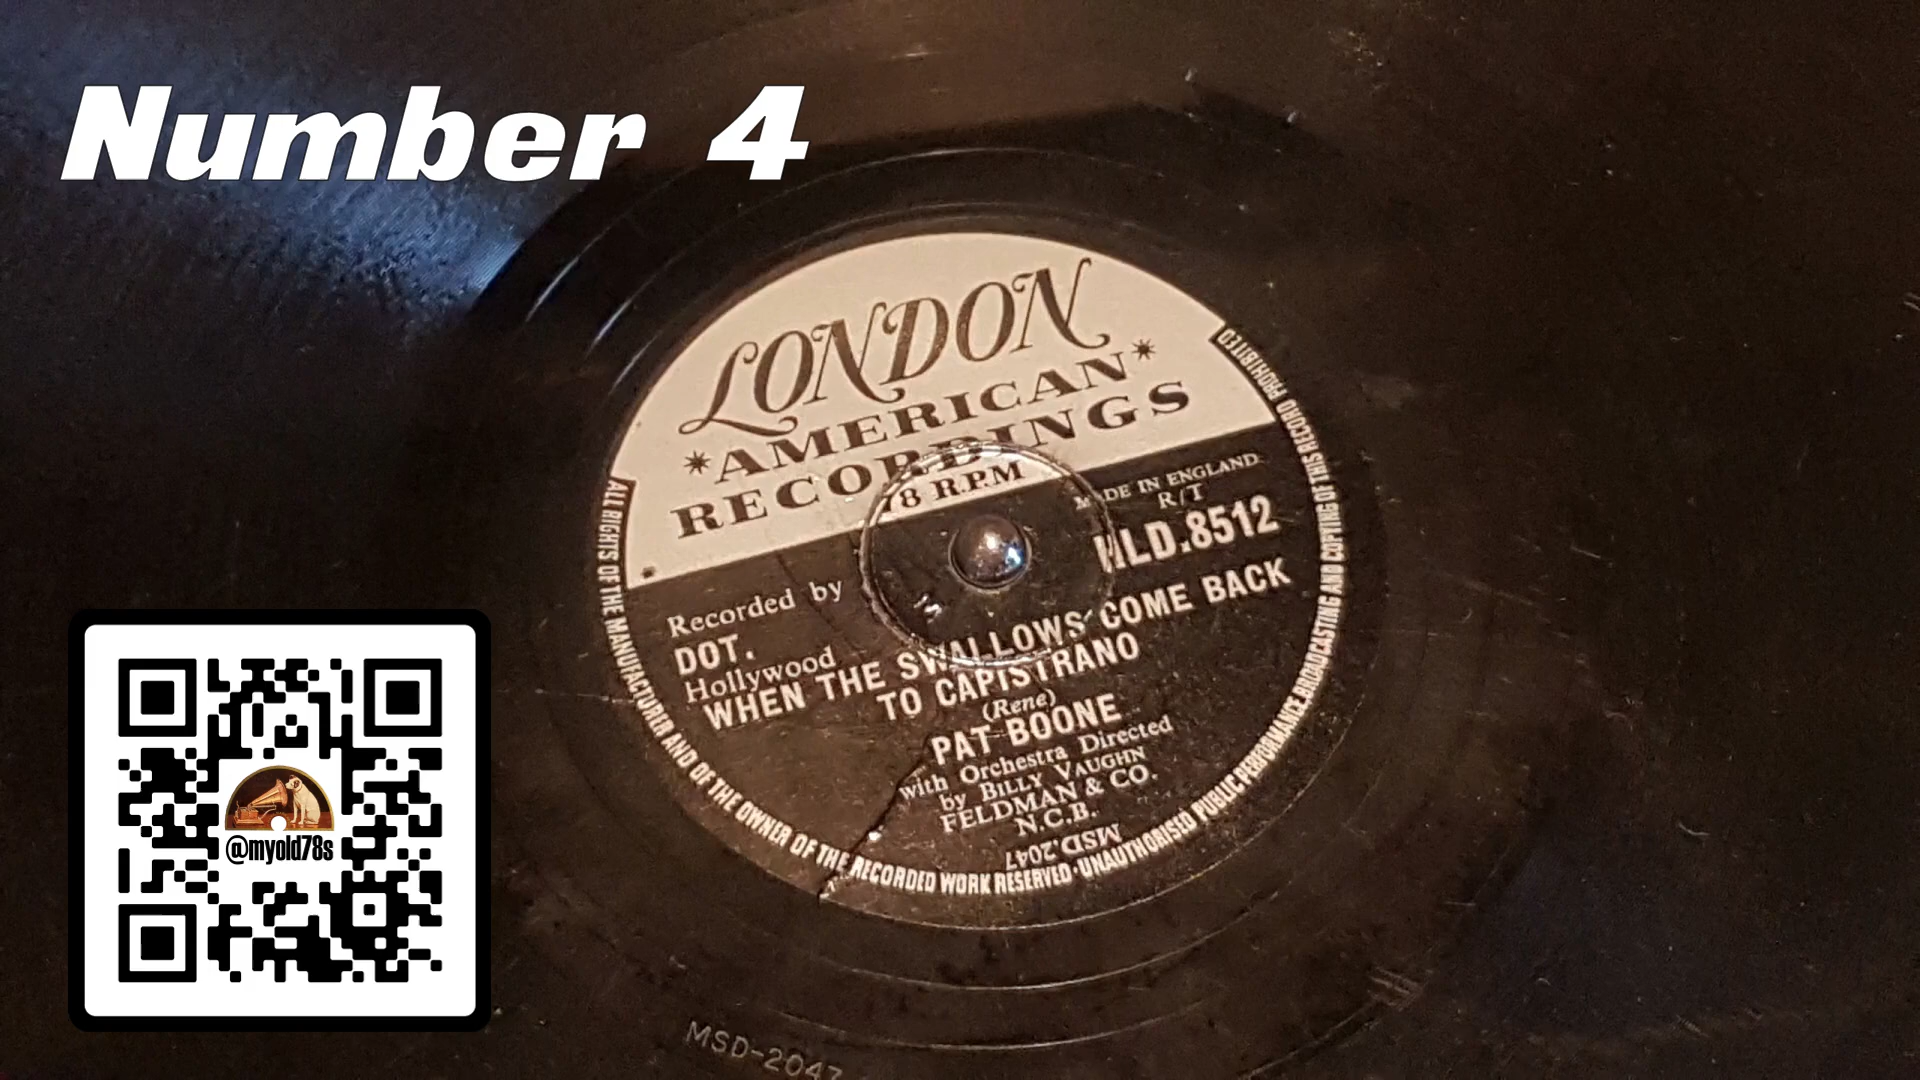 Number 4
LONDON
*AMERICAN*
RECORDINGS
78 R.P.M
MADE IN ENGLAND
R/T
HLD.8512
Recorded by
DOT.
Hollywood
WHEN THE SWALLOWS COME BACK
TO CAPISTRANO
(Rene)
PAT BOONE
with Orchestra Directed
by BILLY VAUGHN
FELDMAN & CO.
N.C.B.
MSD.2047
ALL RIGHTS OF THE MANUFACTURER AND OF THE OWNER OF THE RECORDED WORK RESERVED·UNAUTHORISED PUBLIC PERFORMANCE BROADCASTING AND COPYING OF THIS RECORD PROHIBITED
@myold78s
MSD-2047